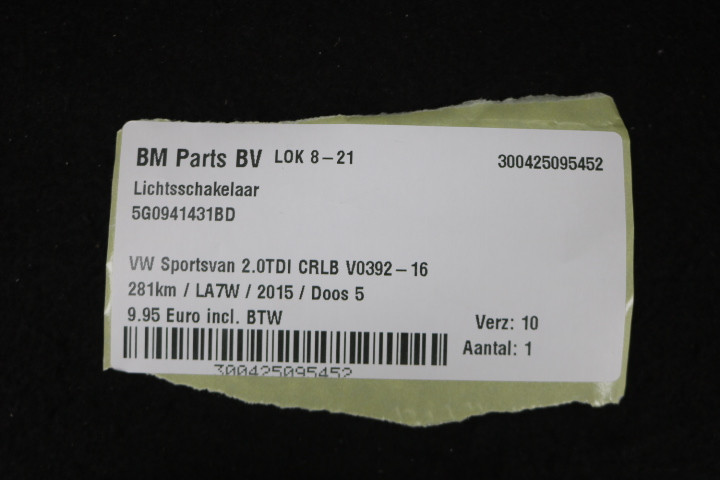 BM Parts BV LOK 8-21 300425095452
Lichtsschakelaar
5G0941431BD
VW Sportsvan 2.0TDI CRLB V0392-16
281km / LA7W / 2015 / Doos 5
9.95 Euro incl. BTW
Verz: 10
Aantal: 1
300425095452